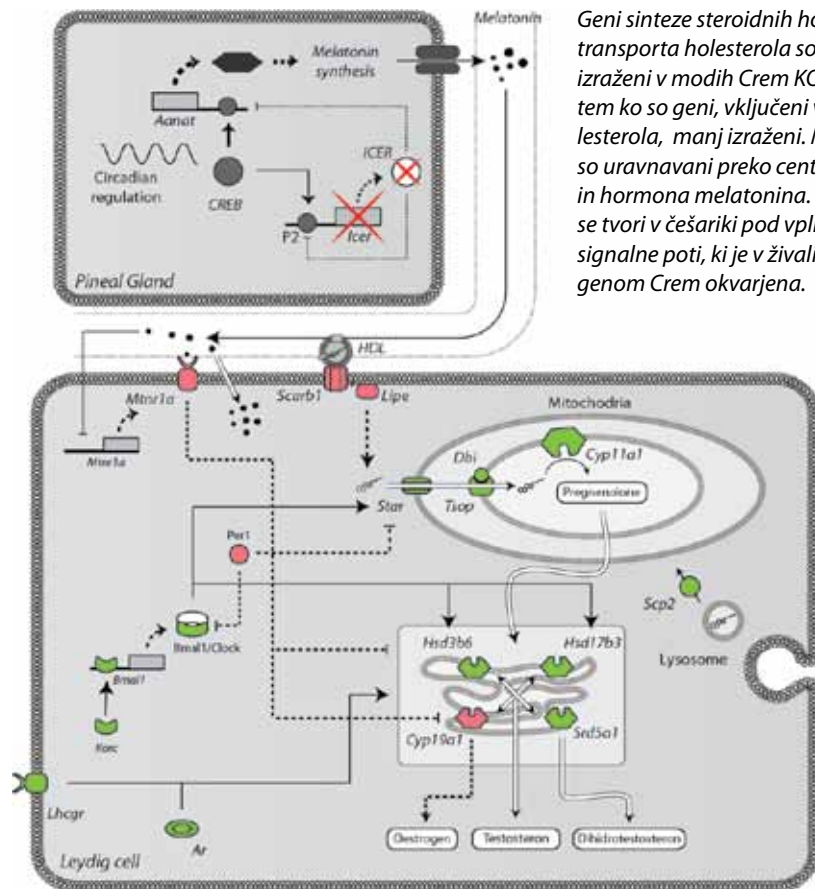 Geni sinteze steroidnih ho
transporta holesterola so
izraženi v modih Crem KO
tem ko so geni, vključeni v
lesterola, manj izraženi.
so uravnavani preko cent
in hormona melatonina.
se tvori v češariki pod vpli
signalne poti, ki je v živali
genom Crem okvarjena.
Melatonin
Melatonin
synthesis
Aanat
Circadian
regulation
CREB
ICER
P2
Icer
Pineal Gland
HDL
Mtnr1a
Scarb1
Lipe
Mtnr1a
Mitochodria
Dbi
Cyp11a1
Star
Tsop
Pregnenolone
Per1
Scp2
Bmal1/Clock
Lysosome
Hsd3b6
Hsd17b3
Bmal1
Cyp19a1
Srd5a1
Lhcgr
Ar
Oestrogen
Testosteron
Dihidrotestosteron
Leydig cell